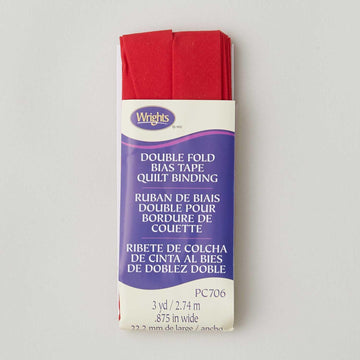 Wrights
DOUBLE FOLD
BIAS TAPE
QUILT BINDING
RUBAN DE BIAIS
DOUBLE POUR
BORDURE DE
COUETTE
RIBETE DE COLCHA
DE CINTA AL BIES
DE DOBLEZ DOBLE
PC706
3 yd / 2.74 m
.875 in wide
22.2 mm de large / ancho